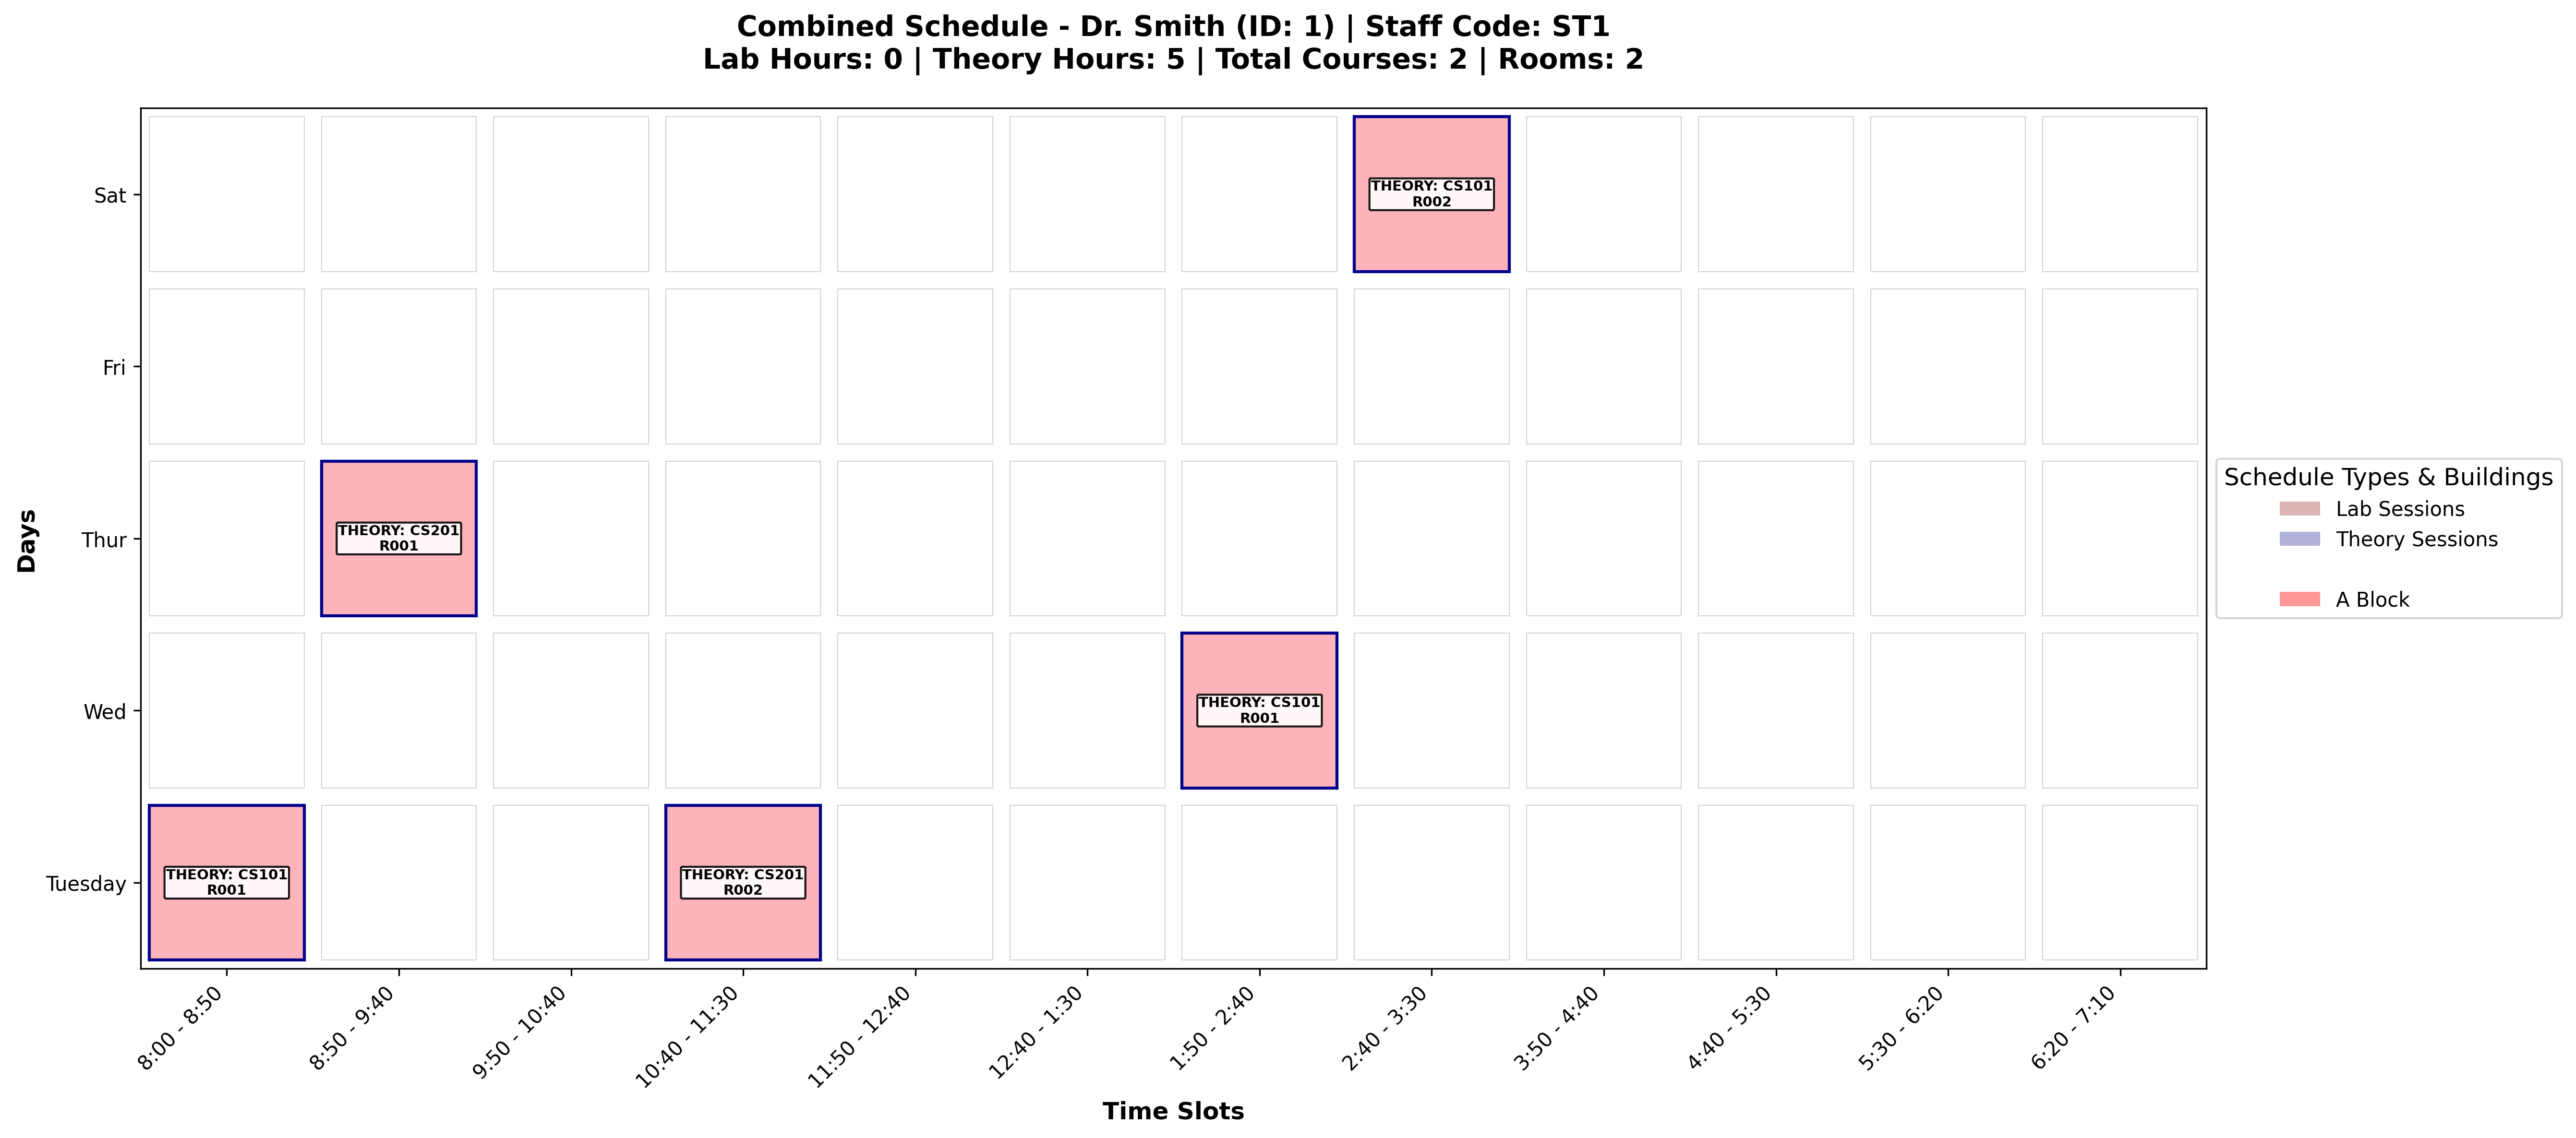 Combined Schedule - Dr. Smith (ID: 1) | Staff Code: ST1
Lab Hours: 0 | Theory Hours: 5 | Total Courses: 2 | Rooms: 2
Days
Sat
THEORY: CS101
R002
Fri
Thur
THEORY: CS201
R001
Wed
THEORY: CS101
R001
Tuesday
THEORY: CS101
R001
THEORY: CS201
R002
8:00 - 8:50
8:50 - 9:40
9:50 - 10:40
10:40 - 11:30
11:50 - 12:40
12:40 - 1:30
1:50 - 2:40
2:40 - 3:30
3:50 - 4:40
4:40 - 5:30
5:30 - 6:20
6:20 - 7:10
Time Slots
Schedule Types & Buildings
Lab Sessions
Theory Sessions
A Block